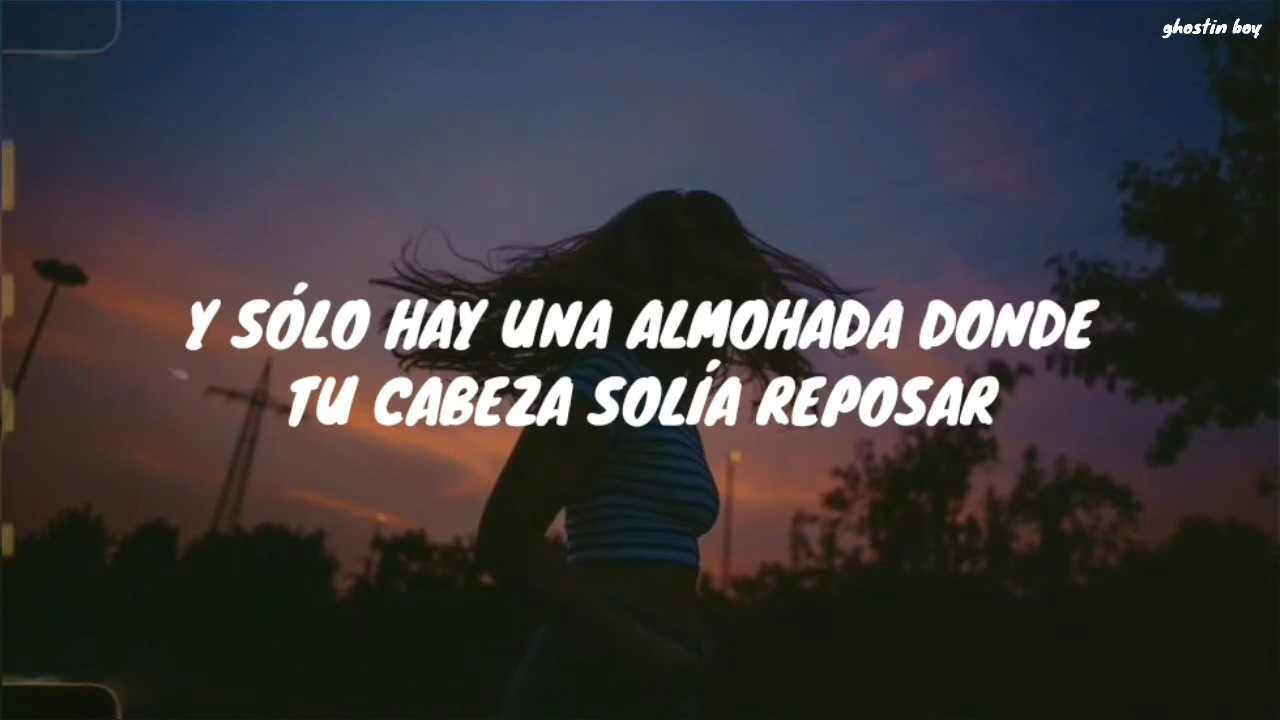 ghostin boy
Y SÓLO HAY UNA ALMOHADA DONDE
TU CABEZA SOLÍA REPOSAR